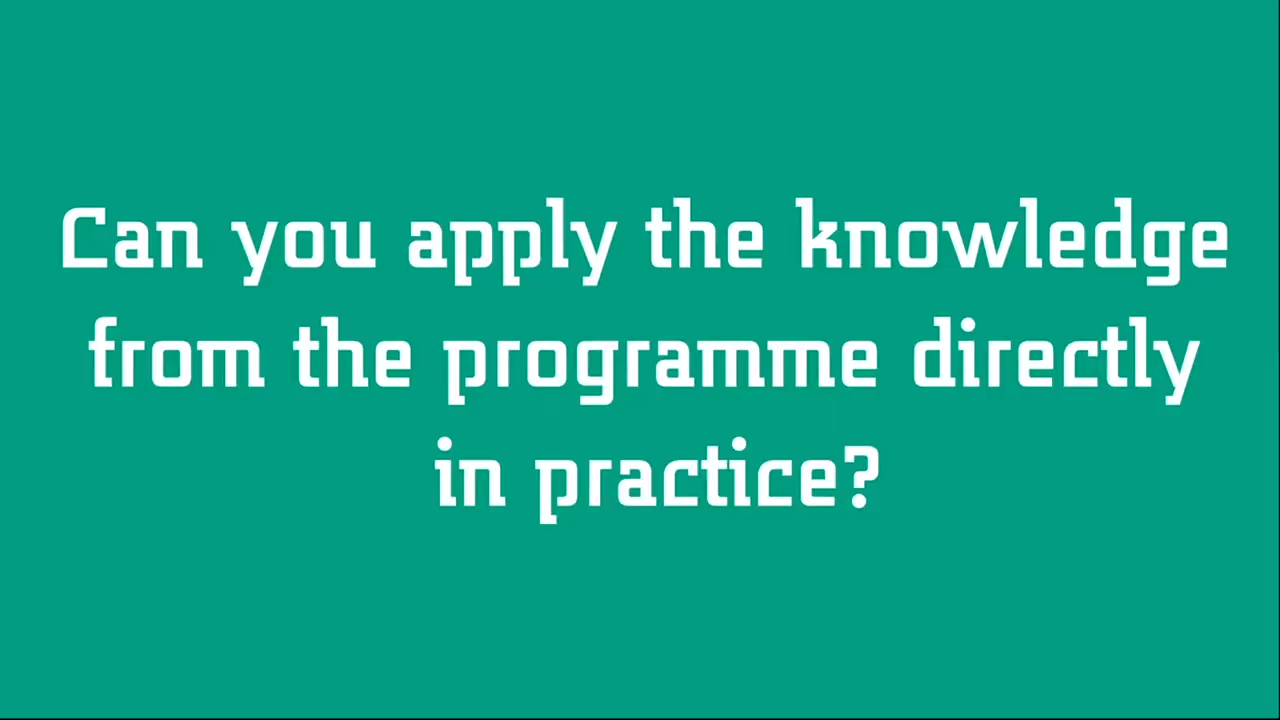 Can you apply the knowledge
from the programme directly
in practice?